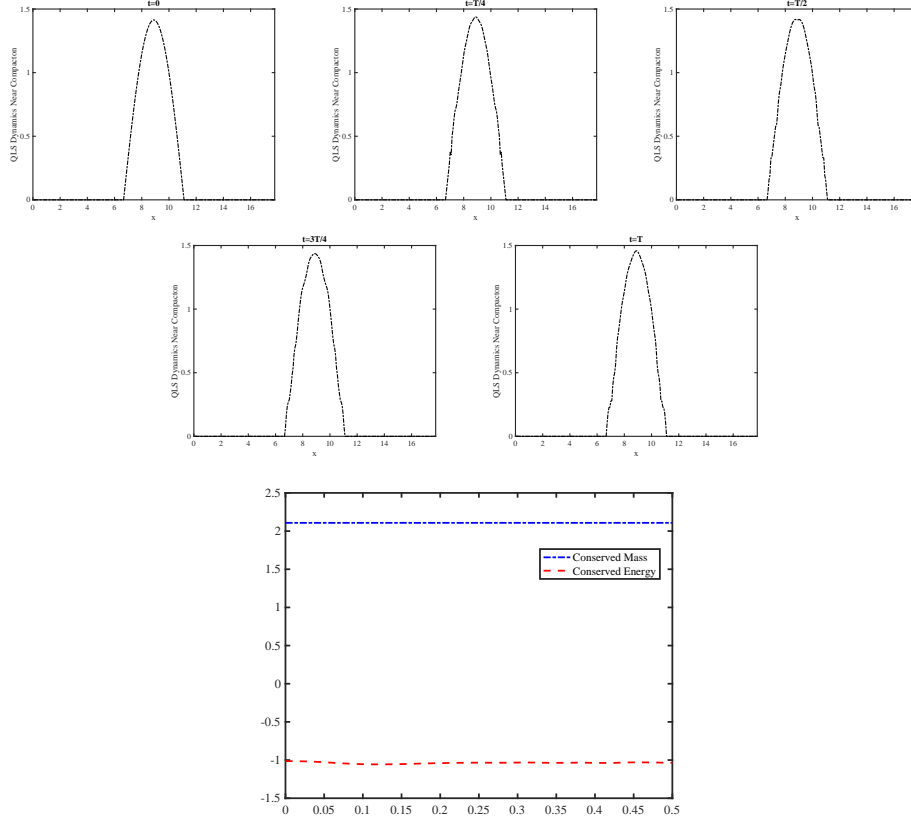 t=0
QLS Dynamics Near Compacton
1.5
1
0.5
0
0 2 4 6 8 10 12 14 16
x
t=T/4
QLS Dynamics Near Compacton
1.5
1
0.5
0
0 2 4 6 8 10 12 14 16
x
t=T/2
QLS Dynamics Near Compacton
1.5
1
0.5
0
0 2 4 6 8 10 12 14 16
x
t=3T/4
QLS Dynamics Near Compacton
1.5
1
0.5
0
0 2 4 6 8 10 12 14 16
x
t=T
QLS Dynamics Near Compacton
1.5
1
0.5
0
0 2 4 6 8 10 12 14 16
x
2.5
2
1.5
1
0.5
0
-0.5
-1
-1.5
Conserved Mass
Conserved Energy
0 0.05 0.1 0.15 0.2 0.25 0.3 0.35 0.4 0.45 0.5